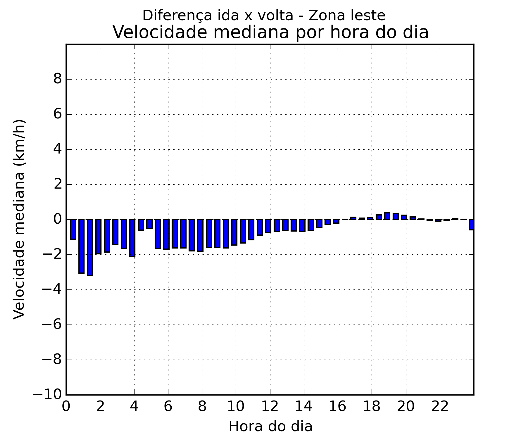 Diferença ida x volta - Zona leste
Velocidade mediana por hora do dia
Velocidade mediana (km/h)
8
6
4
2
0
−2
−4
−6
−8
−10
0 2 4 6 8 10 12 14 16 18 20 22
Hora do dia